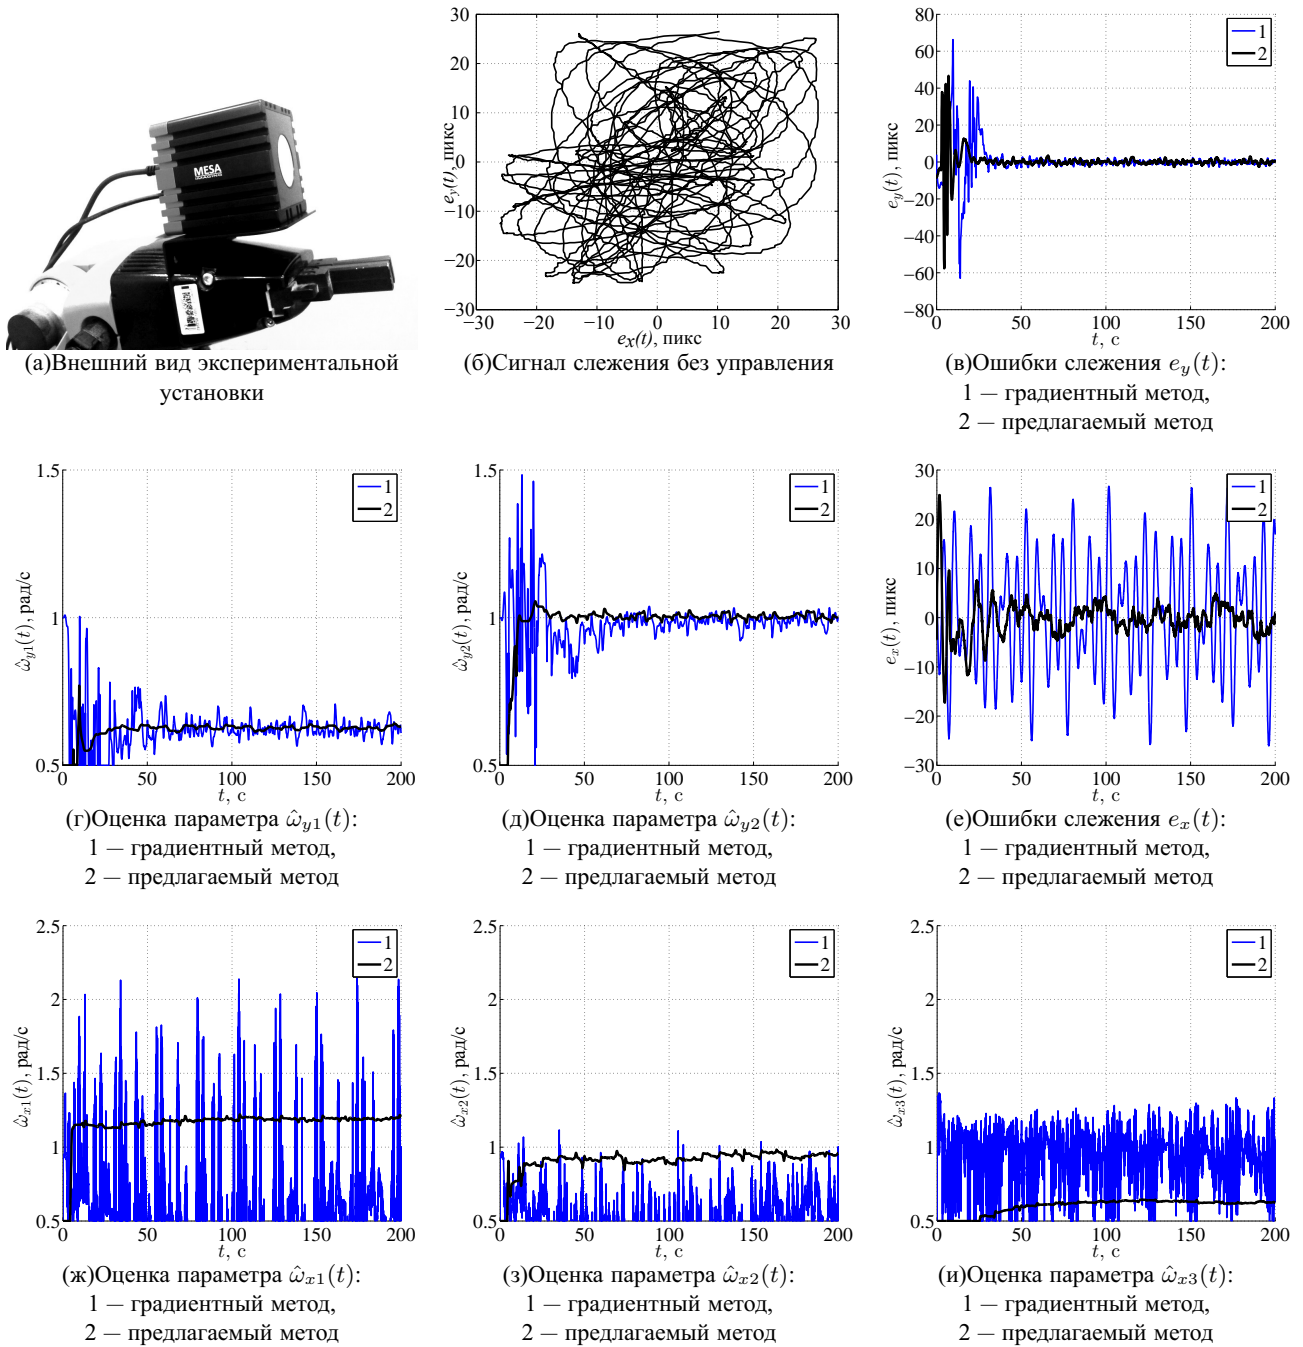 MESA
30
20
10
0
−10
−20
−30
−30
−20
−10
0
10
20
30
e_y(t), пикс
e_x(t), пикс
80
60
40
20
0
−20
−40
−60
−80
0
50
100
150
200
e_y(t), пикс
t, с
1
2
(а)Внешний вид экспериментальной
установки
(б)Сигнал слежения без управления
(в)Ошибки слежения e_y(t):
1 — градиентный метод,
2 — предлагаемый метод
1.5
1
0.5
0
50
100
150
200
ω̂_{y1}(t), рад/с
t, с
1
2
1.5
1
0.5
0
50
100
150
200
ω̂_{y2}(t), рад/с
t, с
1
2
30
20
10
0
−10
−20
−30
0
50
100
150
200
e_x(t), пикс
t, с
1
2
(г)Оценка параметра ω̂_{y1}(t):
1 — градиентный метод,
2 — предлагаемый метод
(д)Оценка параметра ω̂_{y2}(t):
1 — градиентный метод,
2 — предлагаемый метод
(е)Ошибки слежения e_x(t):
1 — градиентный метод,
2 — предлагаемый метод
2.5
2
1.5
1
0.5
0
50
100
150
200
ω̂_{x1}(t), рад/с
t, с
1
2
2.5
2
1.5
1
0.5
0
50
100
150
200
ω̂_{x2}(t), рад/с
t, с
1
2
2.5
2
1.5
1
0.5
0
50
100
150
200
ω̂_{x3}(t), рад/с
t, с
1
2
(ж)Оценка параметра ω̂_{x1}(t):
1 — градиентный метод,
2 — предлагаемый метод
(з)Оценка параметра ω̂_{x2}(t):
1 — градиентный метод,
2 — предлагаемый метод
(и)Оценка параметра ω̂_{x3}(t):
1 — градиентный метод,
2 — предлагаемый метод